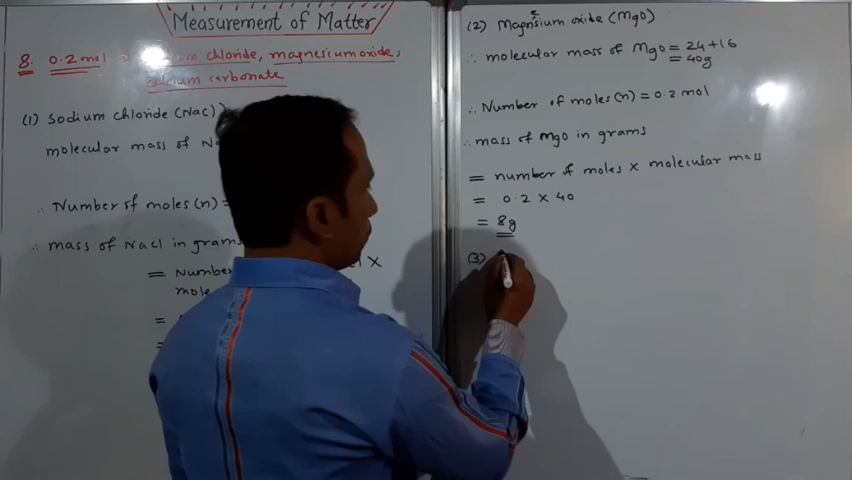 Measurement of Matter
8. 0.2 mol chloride, magnesium oxide,
calcium carbonate
(1) Sodium chloride (Nacl)
molecular mass of
∴ Number of moles (n) =
∴ mass of Nacl in grams
= Number X
mole
=
=
(2) Magnesium oxide (MgO)
∴ molecular mass of MgO = 24 + 16
= 40g
∴ Number of moles (n) = 0.2 mol
∴ mass of MgO in grams
= number of moles X molecular mass
= 0.2 X 40
= 8g
(3)